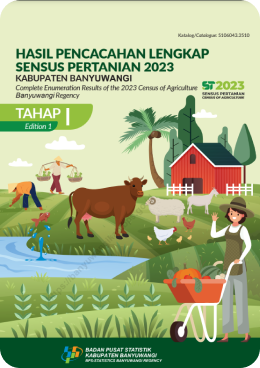 Katalog/Catalogue: 5106043.3510
HASIL PENCACAHAN LENGKAP
SENSUS PERTANIAN 2023
KABUPATEN BANYUWANGI
Complete Enumeration Results of the 2023 Census of Agriculture
Banyuwangi Regency
ST2023
SENSUS PERTANIAN
CENSUS OF AGRICULTURE
TAHAP I
Edition 1
BADAN PUSAT STATISTIK
KABUPATEN BANYUWANGI
BPS-STATISTICS BANYUWANGI REGENCY